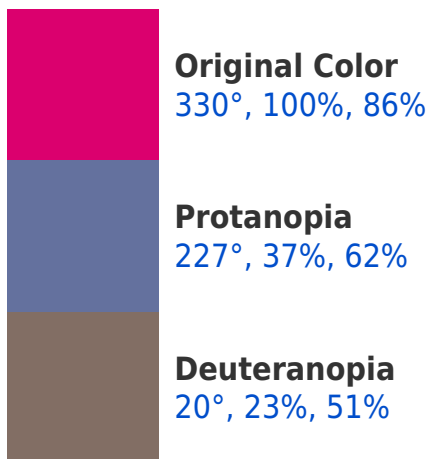 Original Color
330°, 100%, 86%
Protanopia
227°, 37%, 62%
Deuteranopia
20°, 23%, 51%